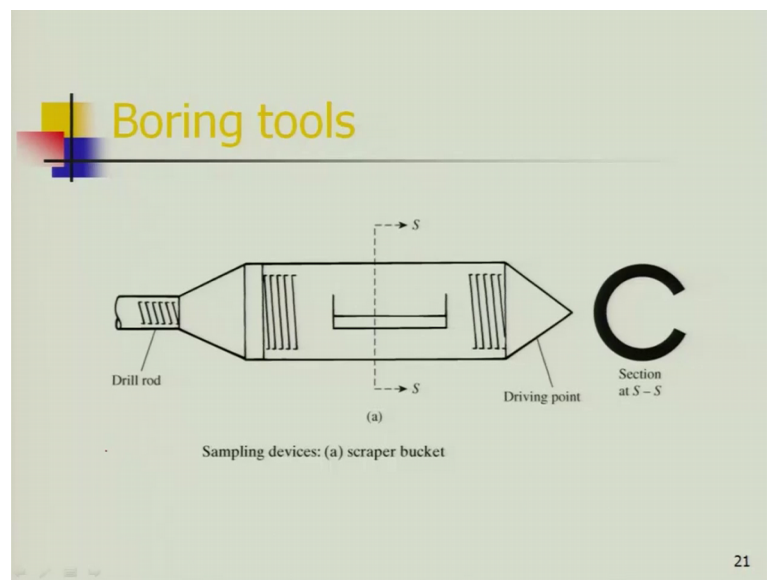 Boring tools
S
Drill rod
S
Driving point
Section
at S – S
(a)
Sampling devices: (a) scraper bucket
21